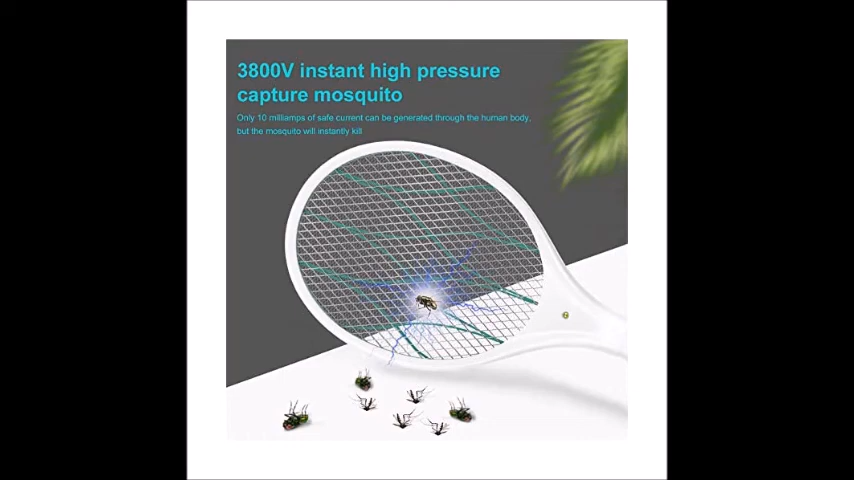 3800V instant high pressure
capture mosquito
Only 10 milliamps of safe current can be generated through the human body,
but the mosquito will instantly kill